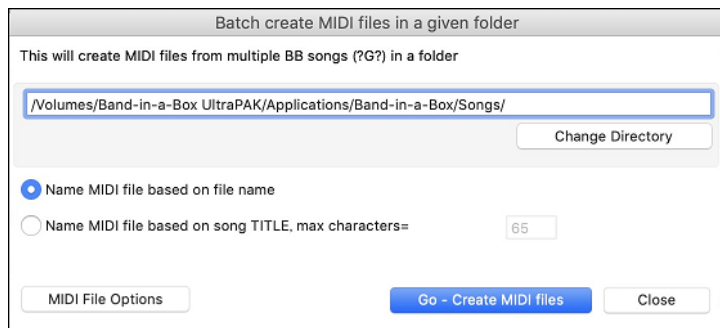 Batch create MIDI files in a given folder
This will create MIDI files from multiple BB songs (?G?) in a folder
/Volumes/Band-in-a-Box UltraPAK/Applications/Band-in-a-Box/Songs/
Change Directory
Name MIDI file based on file name
Name MIDI file based on song TITLE, max characters= 65
MIDI File Options Go - Create MIDI files Close